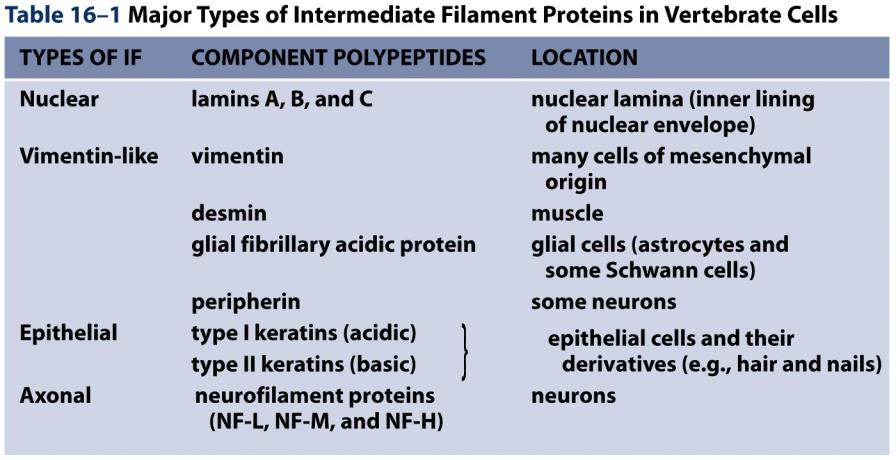 Table 16–1 Major Types of Intermediate Filament Proteins in Vertebrate Cells
TYPES OF IF COMPONENT POLYPEPTIDES LOCATION
Nuclear lamins A, B, and C nuclear lamina (inner lining
of nuclear envelope)
Vimentin-like vimentin many cells of mesenchymal
origin
desmin muscle
glial fibrillary acidic protein glial cells (astrocytes and
some Schwann cells)
peripherin some neurons
Epithelial type I keratins (acidic) epithelial cells and their
type II keratins (basic) derivatives (e.g., hair and nails)
Axonal neurofilament proteins neurons
(NF-L, NF-M, and NF-H)